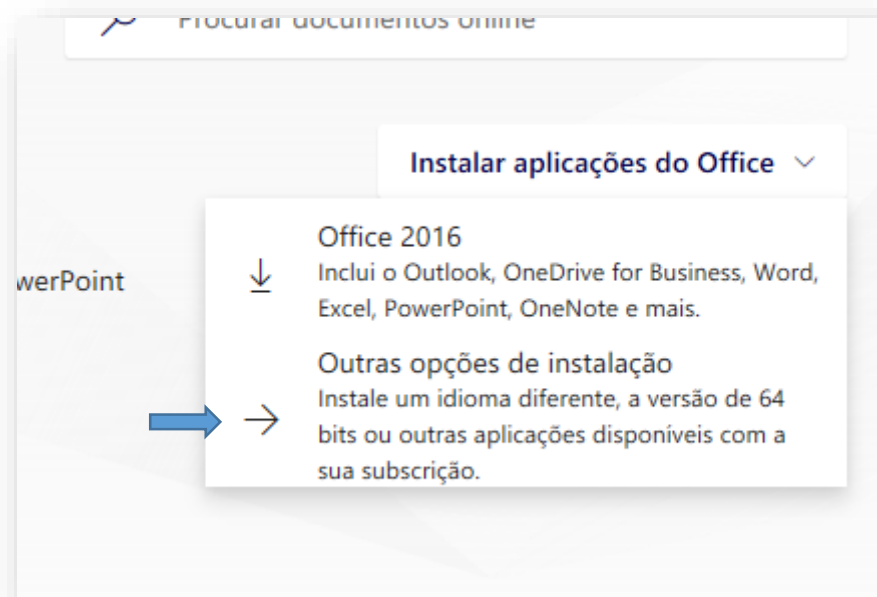 Procurar documentos online
Instalar aplicações do Office
Office 2016
Inclui o Outlook, OneDrive for Business, Word,
Excel, PowerPoint, OneNote e mais.
werPoint
Outras opções de instalação
Instale um idioma diferente, a versão de 64
bits ou outras aplicações disponíveis com a
sua subscrição.